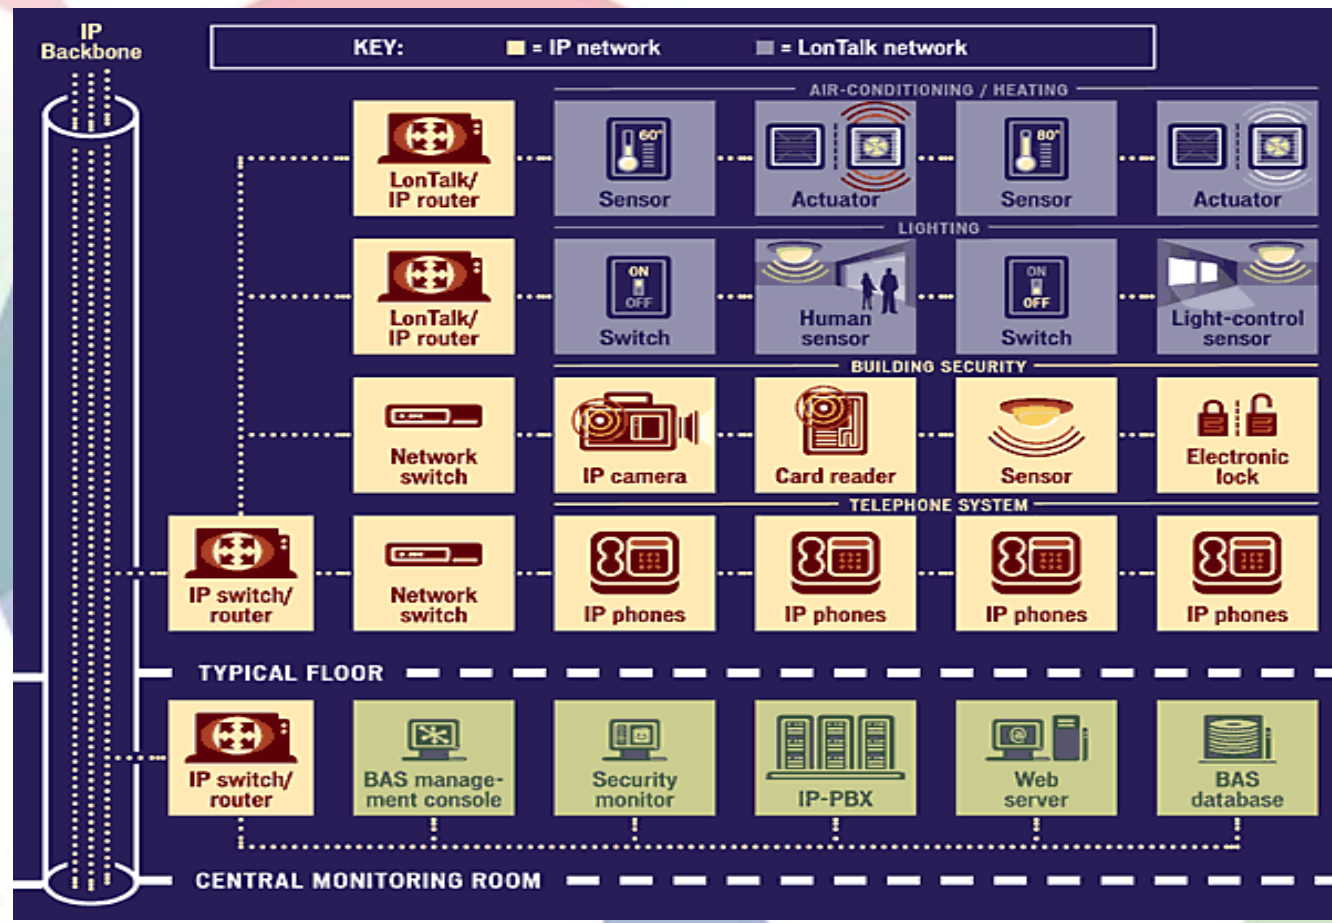 IP
Backbone
KEY: = IP network = LonTalk network
AIR-CONDITIONING / HEATING
LonTalk/
IP router
60°
Sensor
Actuator
80°
Sensor
Actuator
LIGHTING
LonTalk/
IP router
ON
OFF
Switch
Human
sensor
ON
OFF
Switch
Light-control
sensor
BUILDING SECURITY
Network
switch
IP camera
Card reader
Sensor
Electronic
lock
TELEPHONE SYSTEM
IP switch/
router
Network
switch
IP phones
IP phones
IP phones
IP phones
TYPICAL FLOOR
IP switch/
router
BAS manage-
ment console
Security
monitor
IP-PBX
@
Web
server
BAS
database
CENTRAL MONITORING ROOM